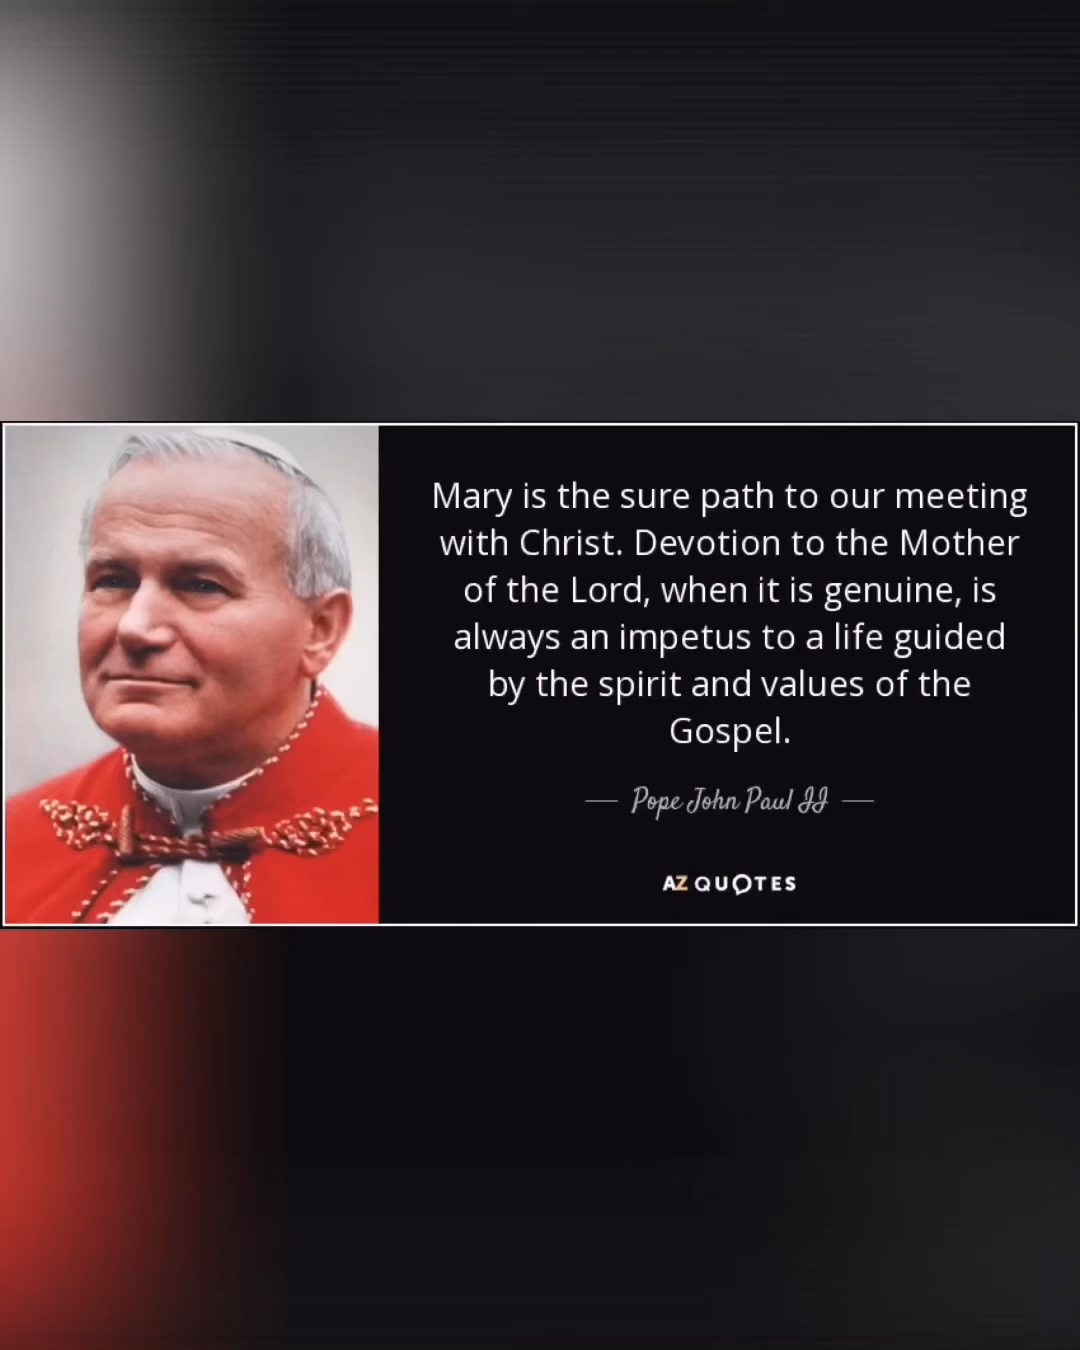 Mary is the sure path to our meeting
with Christ. Devotion to the Mother
of the Lord, when it is genuine, is
always an impetus to a life guided
by the spirit and values of the
Gospel.
— Pope John Paul II —
AZ QUOTES